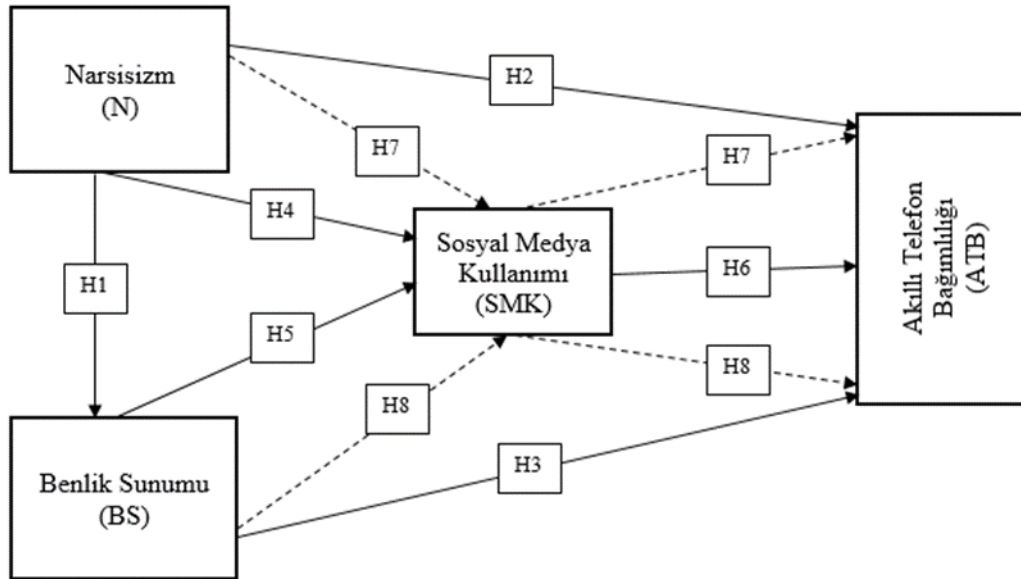 Narsisizm
(N)
H2
H7
H7
H4
Sosyal Medya
Kullanımı
(SMK)
H6
Akıllı Telefon
Bağımlılığı
(ATB)
H1
H5
H8
H8
Benlik Sunumu
(BS)
H3